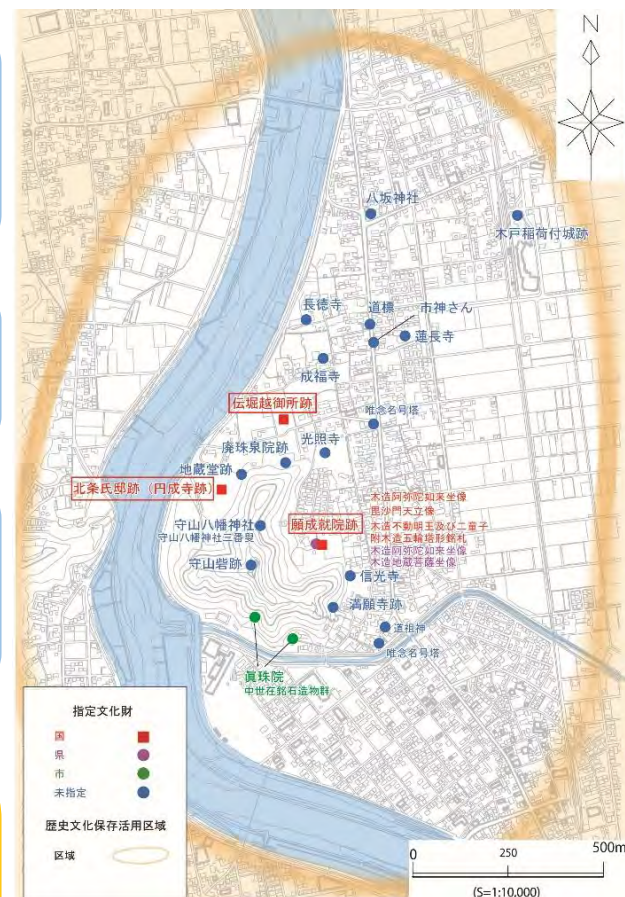 N
八坂神社
木戸稲荷付城跡
長徳寺
道標
市神さん
蓮長寺
成福寺
伝堀越御所跡
唯念名号塔
光照寺
廃珠泉院跡
地蔵堂跡
北条氏邸跡（円成寺跡）
木造阿弥陀如来坐像
毘沙門天立像
木造不動明王及び二童子
附木造五輪塔形銘札
木造阿弥陀如来坐像
木造地蔵菩薩坐像
願成就院跡
守山八幡神社
守山八幡神社三番叟
守山砦跡
信光寺
満願寺跡
道祖神
唯念名号塔
眞珠院
中世在銘石造物群
指定文化財
国
県
市
未指定
歴史文化保存活用区域
区域
0 250 500m
(S=1:10,000)